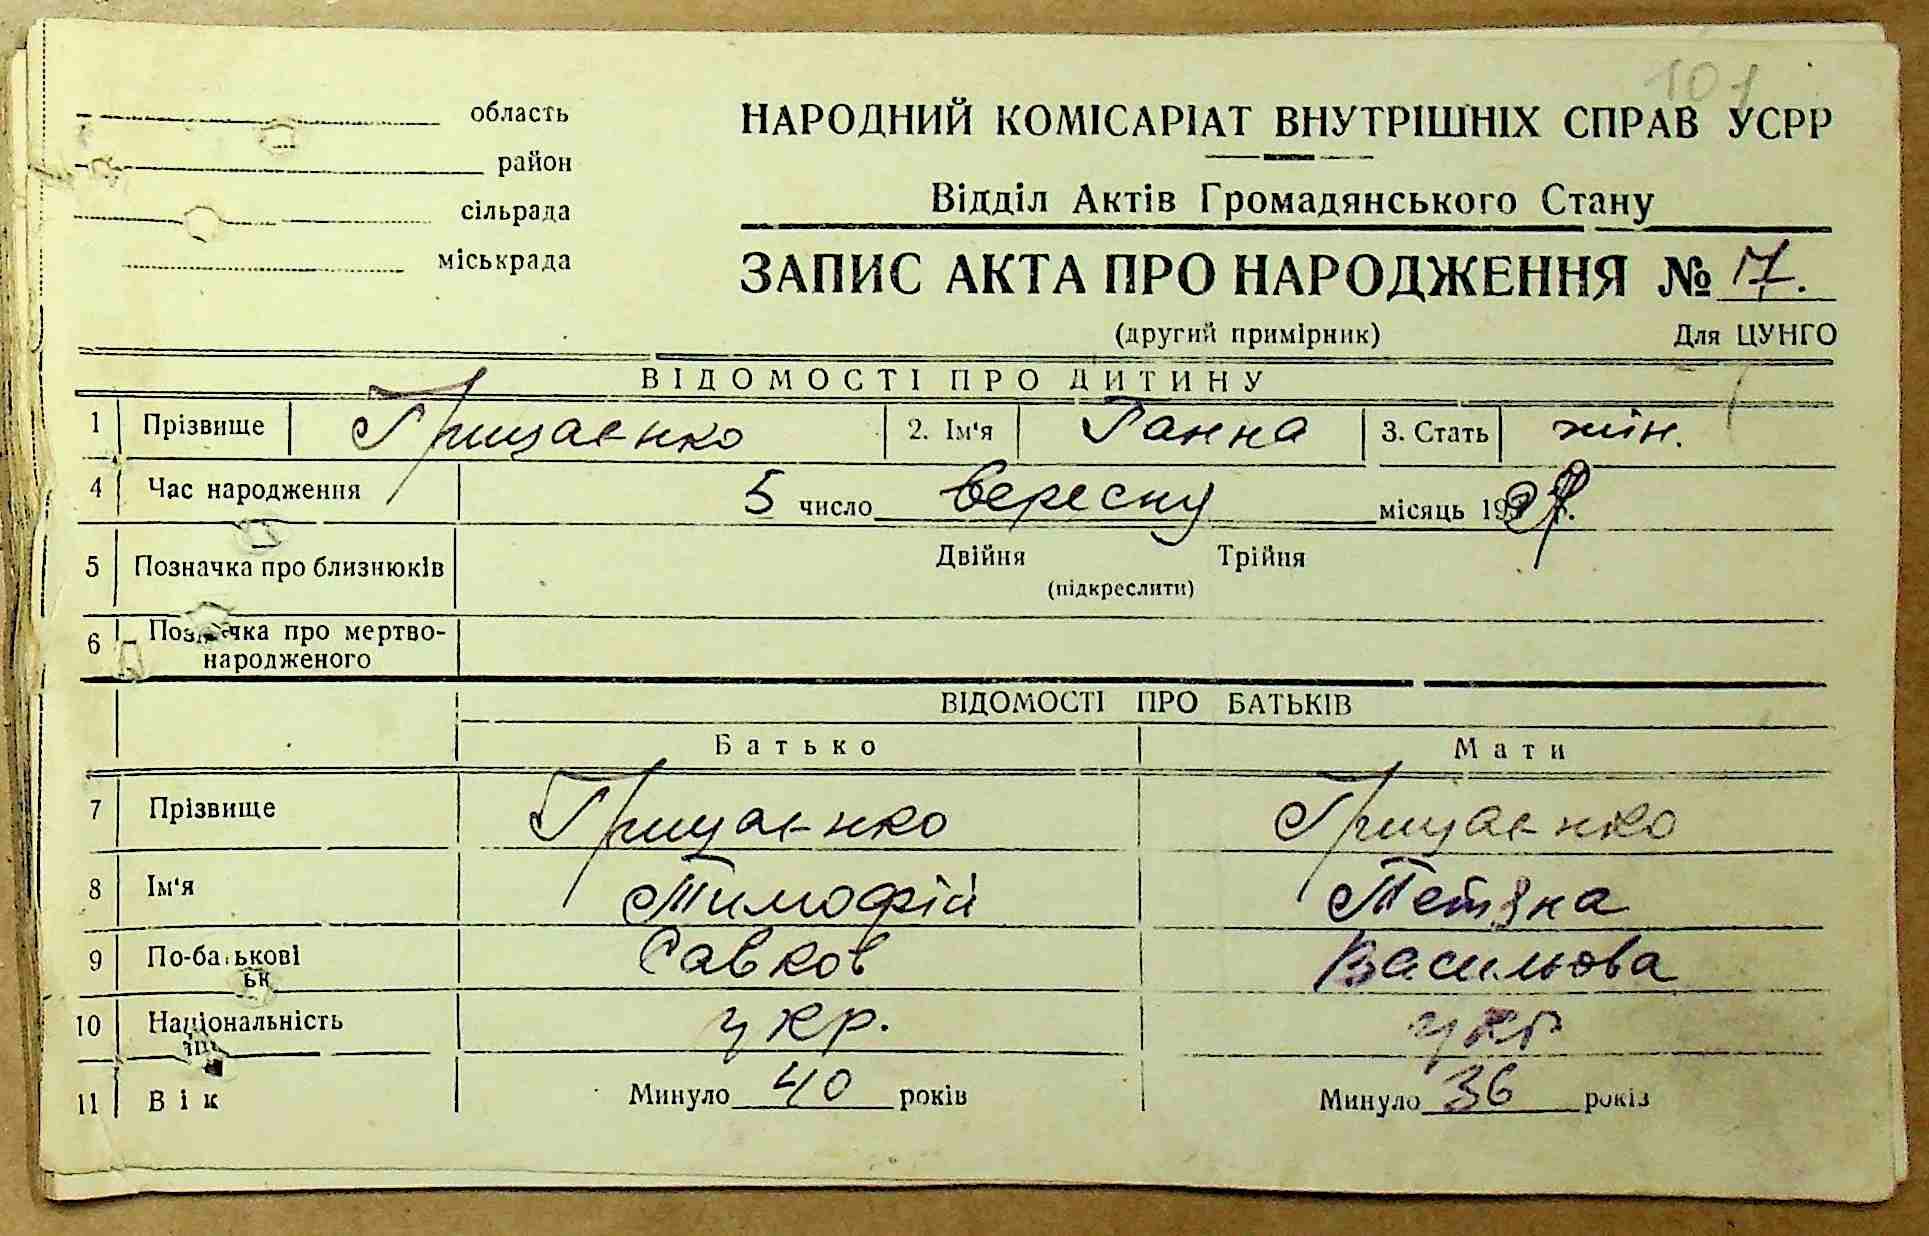 101
область
НАРОДНИЙ КОМІСАРІАТ ВНУТРІШНІХ СПРАВ УСРР
район
Відділ Актів Громадянського Стану
сільрада
міськрада
ЗАПИС АКТА ПРО НАРОДЖЕННЯ № 17.
(другий примірник) Для ЦУНГО
ВІДОМОСТІ ПРО ДИТИНУ
1 Прізвище Грицаєнко 2. Ім'я Ганна 3. Стать жін.
4 Час народження 5 число вересну місяць 19
5 Позначка про близнюків Двійня Трійня
(підкреслити)
6 Позначка про мертво-
народженого
ВІДОМОСТІ ПРО БАТЬКІВ
Батько Мати
7 Прізвище Грицаєнко Грицаєнко
8 Ім'я Тимофій Тетяна
9 По-батькові Савков Васильова
10 Національність укр. укр
11 Вік Минуло 40 років Минуло 36 років